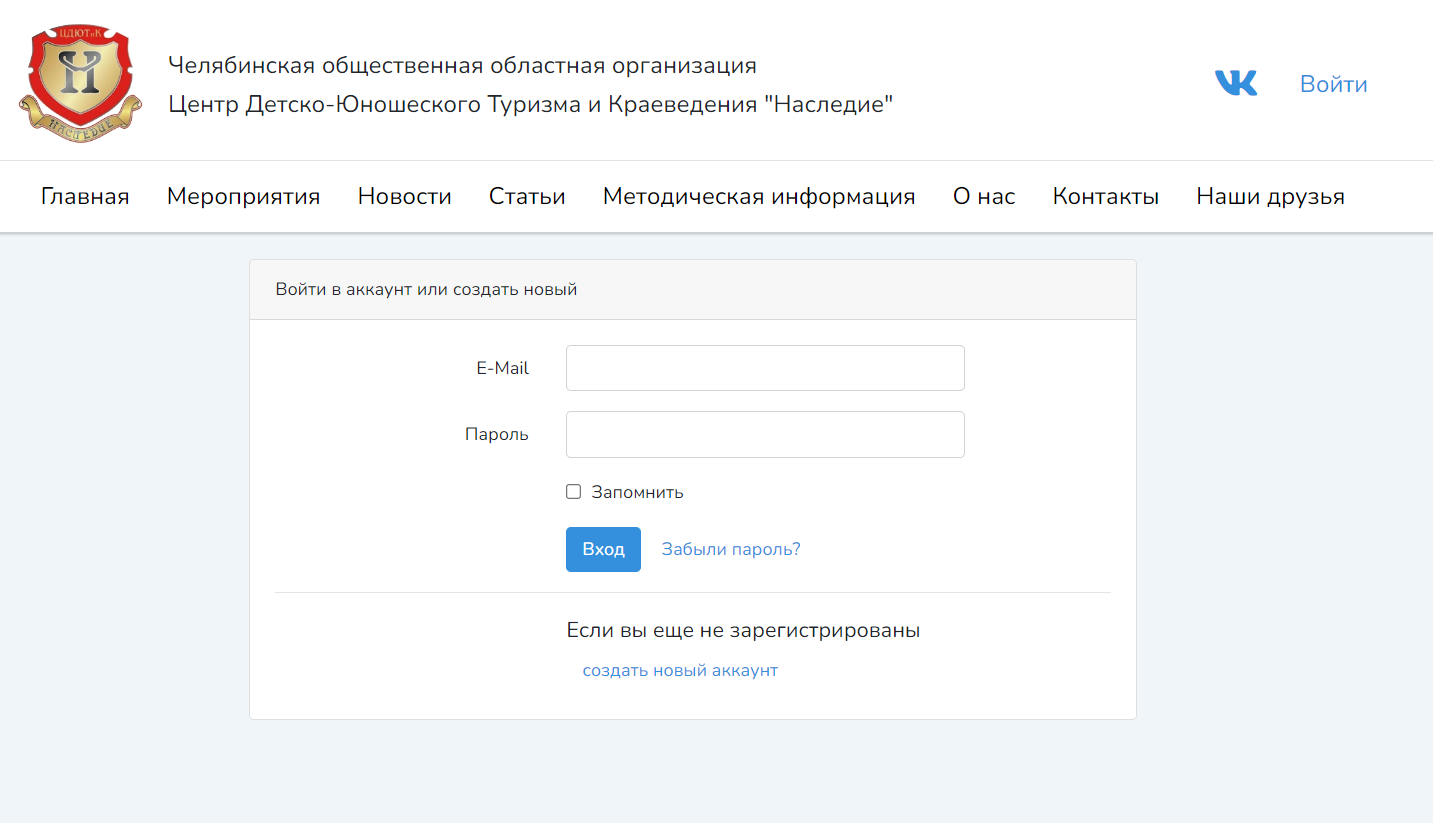 ЦДЮТиК
НАСЛЕДИЕ
Челябинская общественная областная организация
Центр Детско-Юношеского Туризма и Краеведения "Наследие"
Войти
Главная Мероприятия Новости Статьи Методическая информация О нас Контакты Наши друзья
Войти в аккаунт или создать новый
E-Mail
Пароль
Запомнить
Вход Забыли пароль?
Если вы еще не зарегистрированы
создать новый аккаунт